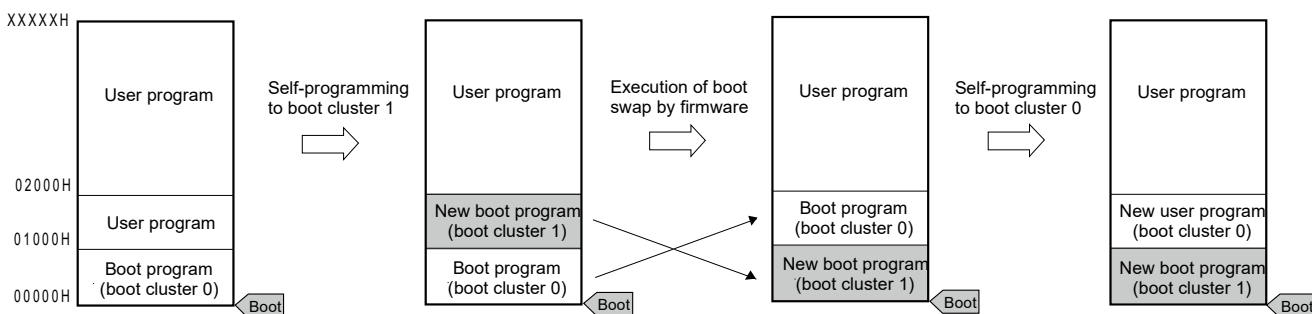 XXXXXH
User program
User program
Boot program
(boot cluster 0)
02000H
01000H
00000H
Boot
Self-programming
to boot cluster 1
User program
New boot program
(boot cluster 1)
Boot program
(boot cluster 0)
Boot
Execution of boot
swap by firmware
User program
Boot program
(boot cluster 0)
New boot program
(boot cluster 1)
Boot
Self-programming
to boot cluster 0
User program
New user program
(boot cluster 0)
New boot program
(boot cluster 1)
Boot